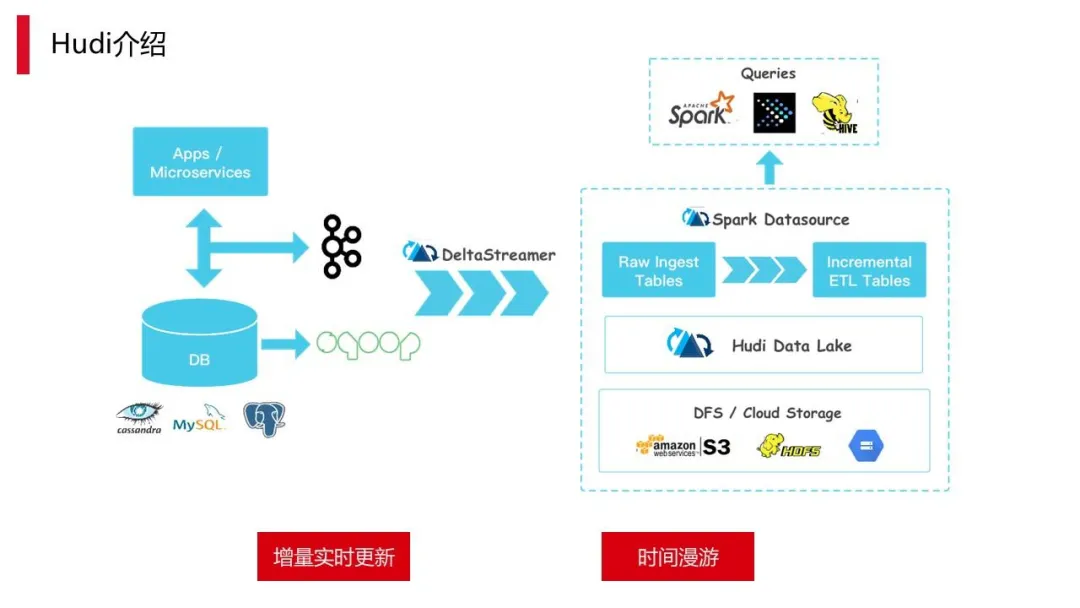 Hudi介绍
Queries
APACHE
Spark
HIVE
Apps /
Microservices
Spark Datasource
DeltaStreamer
Raw Ingest
Tables
Incremental
ETL Tables
sqoop
DB
Hudi Data Lake
cassandra
MySQL
DFS / Cloud Storage
amazon
webservices™
S3
HDFS
增量实时更新
时间漫游